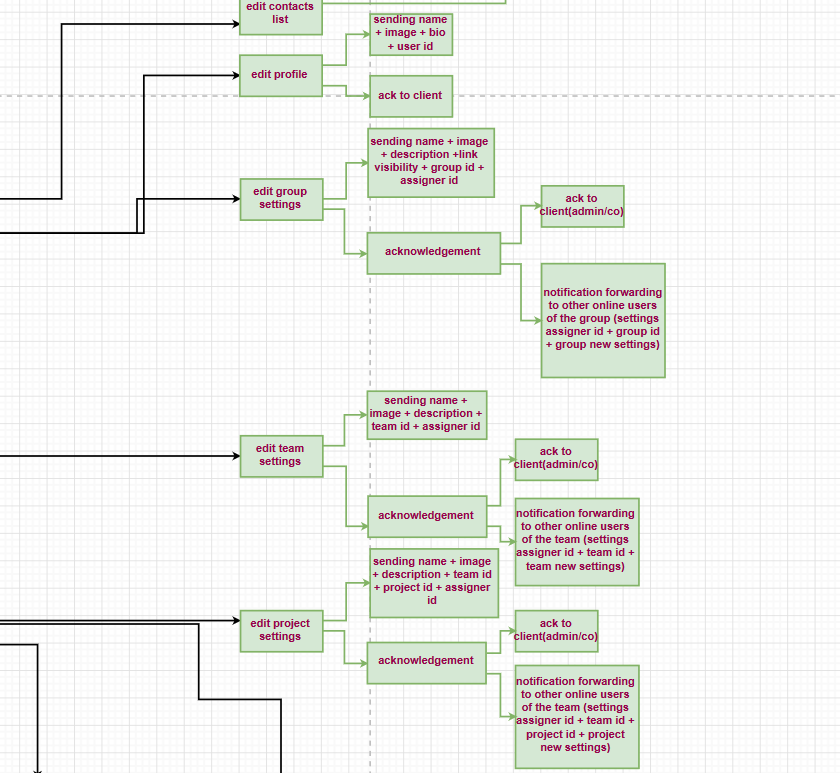 edit contacts
list
sending name
+ image + bio
+ user id
edit profile
ack to client
sending name + image
+ description +link
visibility + group id +
assigner id
edit group
settings
ack to
client(admin/co)
acknowledgement
notification forwarding
to other online users
of the group (settings
assigner id + group id
+ group new settings)
sending name +
image + description +
team id + assigner id
edit team
settings
ack to
client(admin/co)
acknowledgement
notification forwarding
to other online users
of the team (settings
assigner id + team id +
team new settings)
sending name + image
+ description + team id
+ project id + assigner
id
edit project
settings
ack to
client(admin/co)
acknowledgement
notification forwarding
to other online users
of the team (settings
assigner id + team id +
project id + project
new settings)